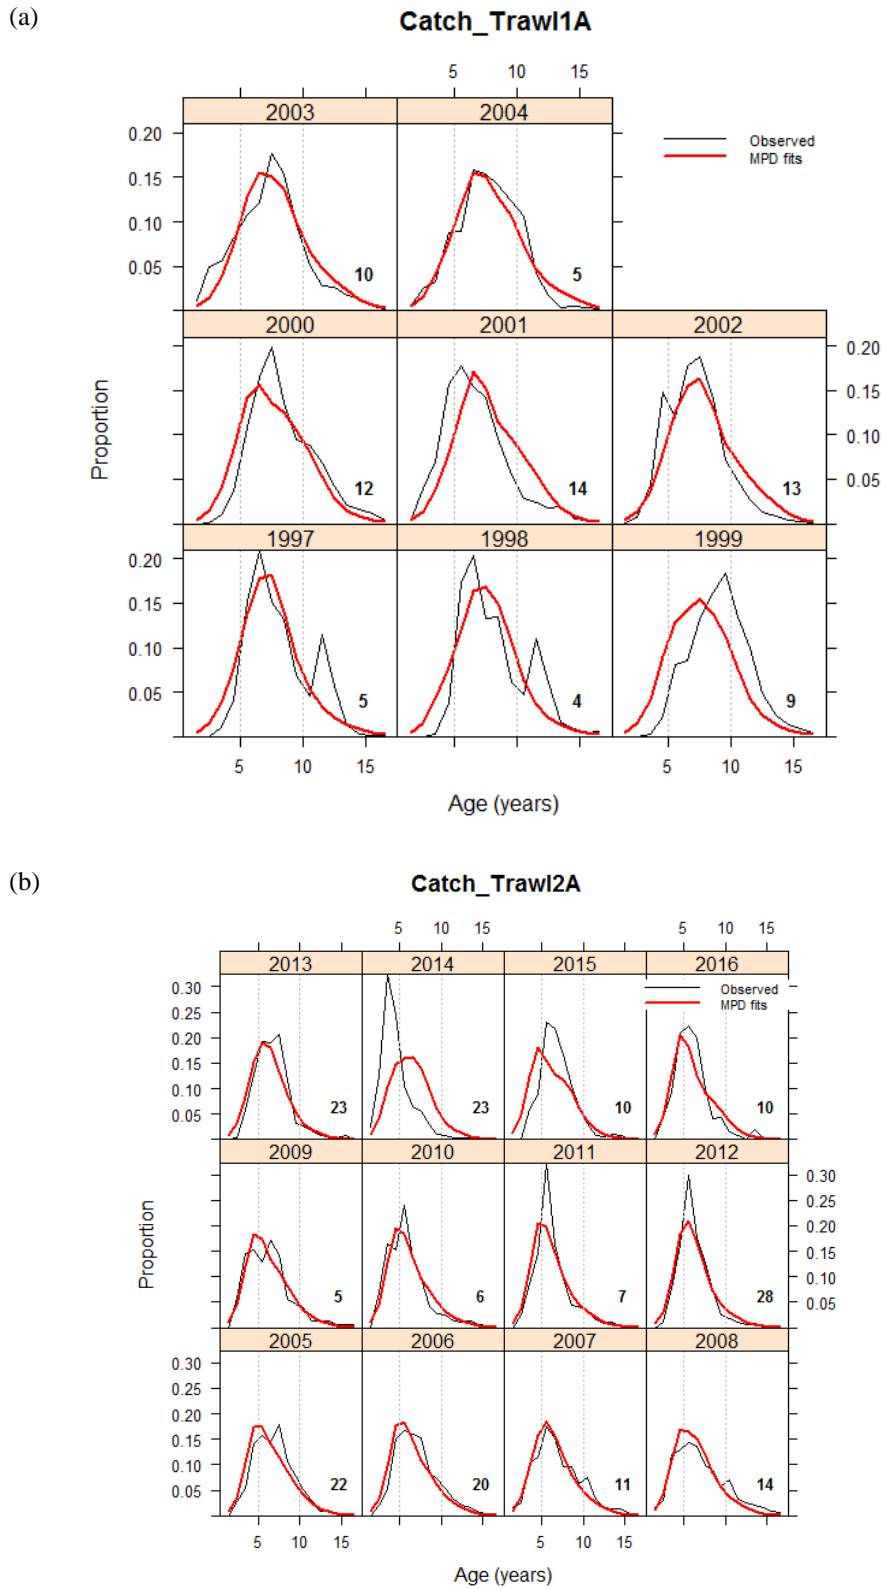 (a)
Catch_Trawl1A
5 10 15
2003 2004
Observed
MPD fits
0.20
0.15
0.10
0.05
10 5
2000 2001 2002
0.20
0.15
0.10
0.05
12 14 13
Proportion
1997 1998 1999
0.20
0.15
0.10
0.05
5 4 9
5 10 15 5 10 15
Age (years)
(b)
Catch_Trawl2A
5 10 15 5 10 15
2013 2014 2015 2016
Observed
MPD fits
0.30
0.25
0.20
0.15
0.10
0.05
23 23 10 10
2009 2010 2011 2012
0.30
0.25
0.20
0.15
0.10
0.05
5 6 7 28
Proportion
2005 2006 2007 2008
0.30
0.25
0.20
0.15
0.10
0.05
22 20 11 14
5 10 15 5 10 15
Age (years)